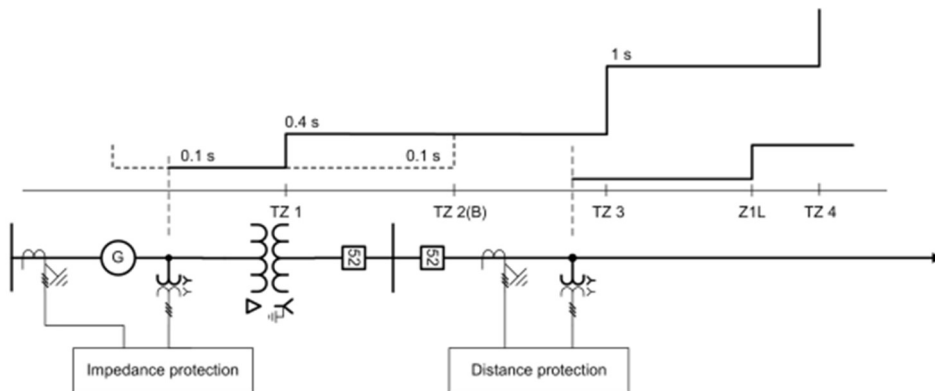 1 s
0.4 s
0.1 s 0.1 s
TZ 1 TZ 2(B) TZ 3 Z1L TZ 4
G 52 52
Impedance protection Distance protection